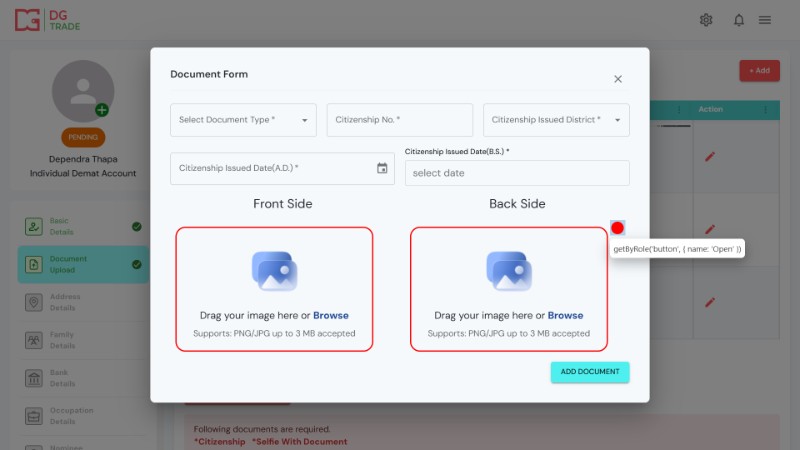 DG
TRADE
Document Form
+ Add
Select Document Type *
Citizenship No. *
Citizenship Issued District *
Action
PENDING
Dependra Thapa
Individual Demat Account
Citizenship Issued Date(A.D.) *
Citizenship Issued Date(B.S.) *
select date
Front Side
Back Side
getByRole('button', { name: 'Open' })
Drag your image here or Browse
Supports: PNG/JPG up to 3 MB accepted
Drag your image here or Browse
Supports: PNG/JPG up to 3 MB accepted
ADD DOCUMENT
Basic
Details
Document
Upload
Address
Details
Family
Details
Bank
Details
Occupation
Details
Nominee
Following documents are required.
*Citizenship *Selfie With Document